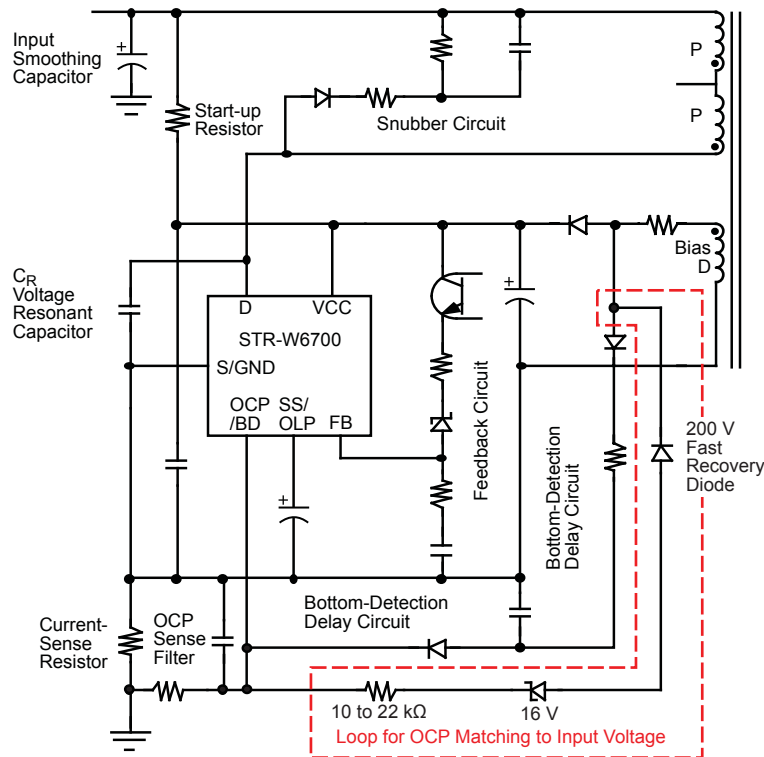 Input
Smoothing
Capacitor
+
P
Start-up
Resistor
Snubber Circuit
P
Bias
D
CR
Voltage
Resonant
Capacitor
+
D
VCC
STR-W6700
S/GND
OCP
/BD
SS/
OLP
FB
+
Feedback Circuit
Bottom-Detection
Delay Circuit
200 V
Fast
Recovery
Diode
Bottom-Detection
Delay Circuit
Current-
Sense
Resistor
OCP
Sense
Filter
10 to 22 kΩ
16 V
Loop for OCP Matching to Input Voltage